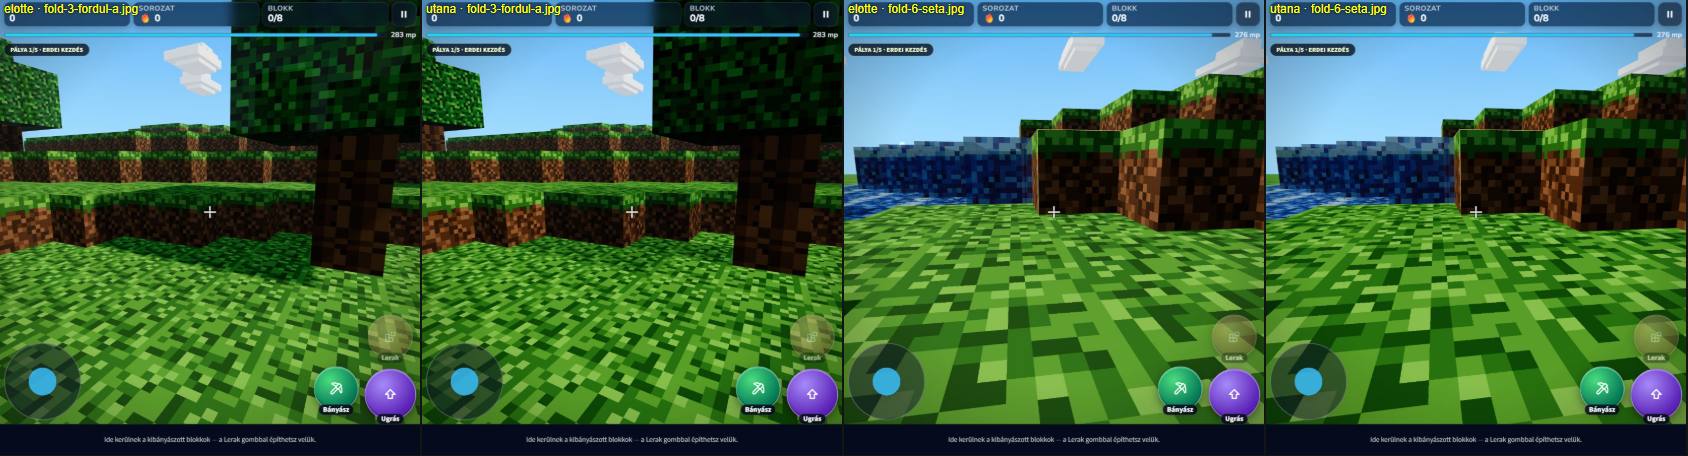 elotte · fold-3-fordul-a.jpg
0
SOROZAT
0
BLOKK
0/8
283 mp
PÁLYA 1/5 · ERDEI KEZDÉS
Lerak
Bányász
Ugrás
Ide kerülnek a kibányászott blokkok — a Lerak gombbal építhetsz velük.
utana · fold-3-fordul-a.jpg
0
SOROZAT
0
BLOKK
0/8
283 mp
PÁLYA 1/5 · ERDEI KEZDÉS
Lerak
Bányász
Ugrás
Ide kerülnek a kibányászott blokkok — a Lerak gombbal építhetsz velük.
elotte · fold-6-seta.jpg
0
SOROZAT
0
BLOKK
0/8
276 mp
PÁLYA 1/5 · ERDEI KEZDÉS
Lerak
Bányász
Ugrás
Ide kerülnek a kibányászott blokkok — a Lerak gombbal építhetsz velük.
utana · fold-6-seta.jpg
0
SOROZAT
0
BLOKK
0/8
276 mp
PÁLYA 1/5 · ERDEI KEZDÉS
Lerak
Bányász
Ugrás
Ide kerülnek a kibányászott blokkok — a Lerak gombbal építhetsz velük.